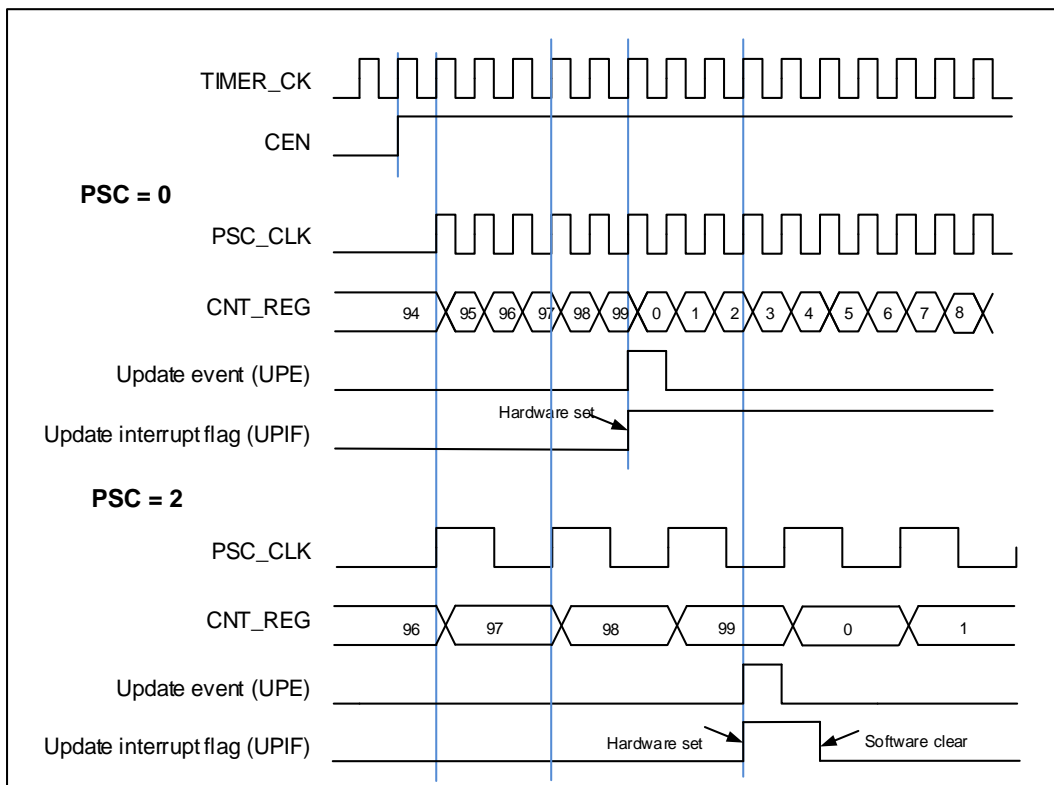 TIMER_CK
CEN
PSC = 0
PSC_CLK
CNT_REG
94 95 96 97 98 99 0 1 2 3 4 5 6 7 8
Update event (UPE)
Hardware set
Update interrupt flag (UPIF)
PSC = 2
PSC_CLK
CNT_REG
96 97 98 99 0 1
Update event (UPE)
Update interrupt flag (UPIF)
Hardware set
Software clear